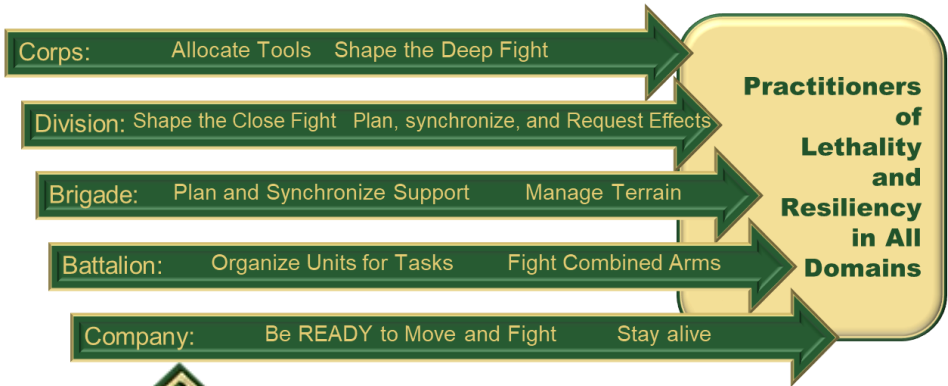 Corps: Allocate Tools Shape the Deep Fight
Division: Shape the Close Fight Plan, synchronize, and Request Effects
Brigade: Plan and Synchronize Support Manage Terrain
Battalion: Organize Units for Tasks Fight Combined Arms
Company: Be READY to Move and Fight Stay alive
Practitioners
of
Lethality
and
Resiliency
in All
Domains